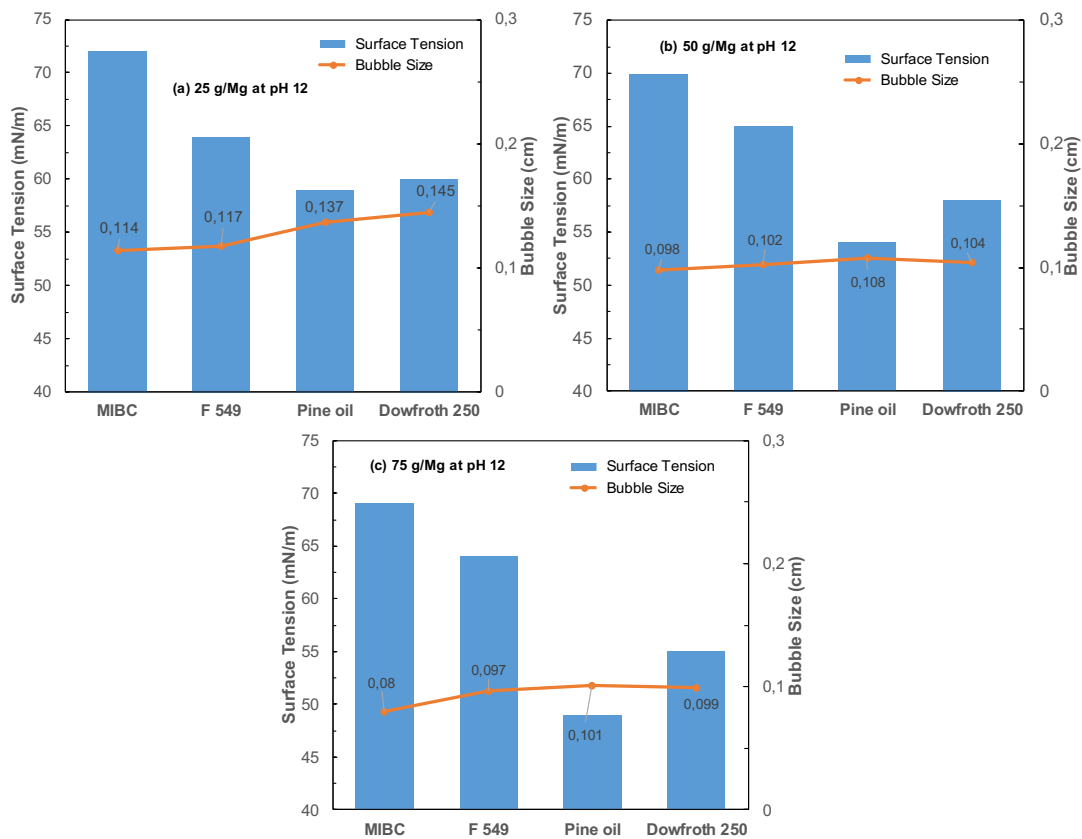 75
70
65
60
55
50
45
40
Surface Tension (mN/m)
(a) 25 g/Mg at pH 12
Surface Tension
Bubble Size
0,114
0,117
0,137
0,145
0,3
0,2
0,1
0
Bubble Size (cm)
MIBC F 549 Pine oil Dowfroth 250
75
70
65
60
55
50
45
40
Surface Tension (mN/m)
(b) 50 g/Mg at pH 12
Surface Tension
Bubble Size
0,098
0,102
0,108
0,104
0,3
0,2
0,1
0
Bubble Size (cm)
MIBC F 549 Pine oil Dowfroth 250
75
70
65
60
55
50
45
40
Surface Tension (mN/m)
(c) 75 g/Mg at pH 12
Surface Tension
Bubble Size
0,08
0,097
0,101
0,099
0,3
0,2
0,1
0
Bubble Size (cm)
MIBC F 549 Pine oil Dowfroth 250